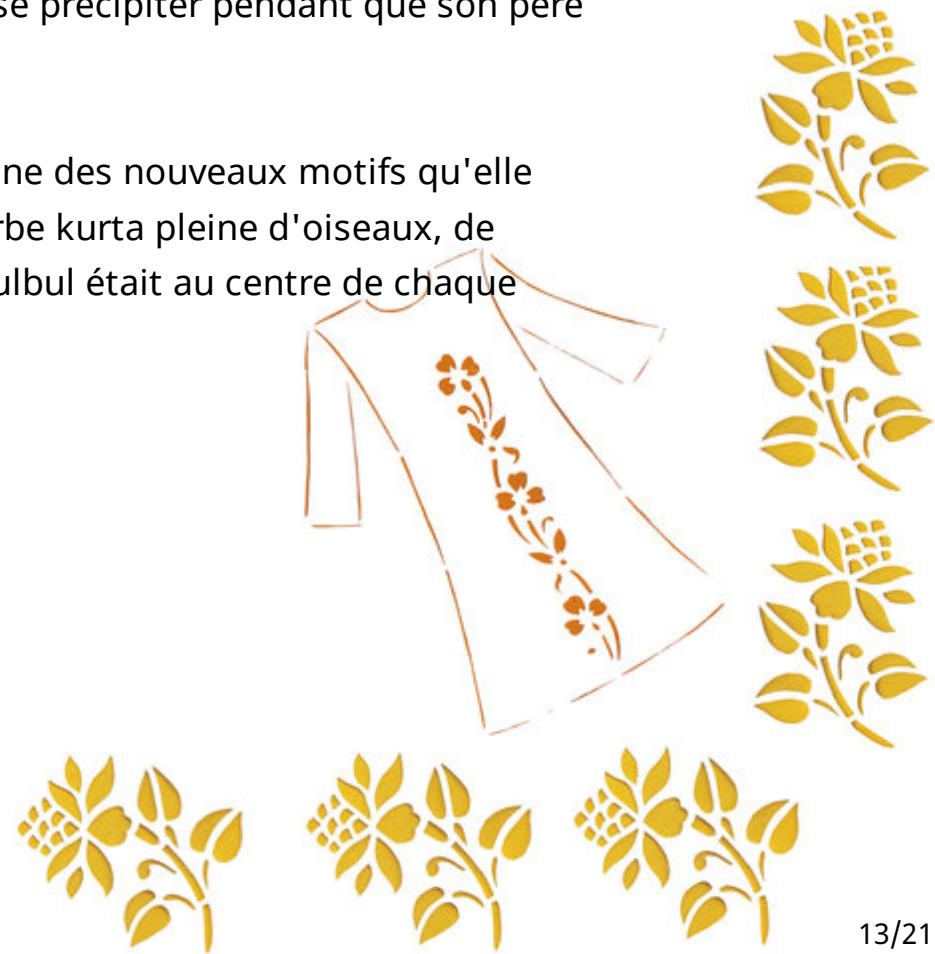 se précipiter pendant que son père
ne des nouveaux motifs qu'elle
rbe kurta pleine d'oiseaux, de
ulbul était au centre de chaque
13/21